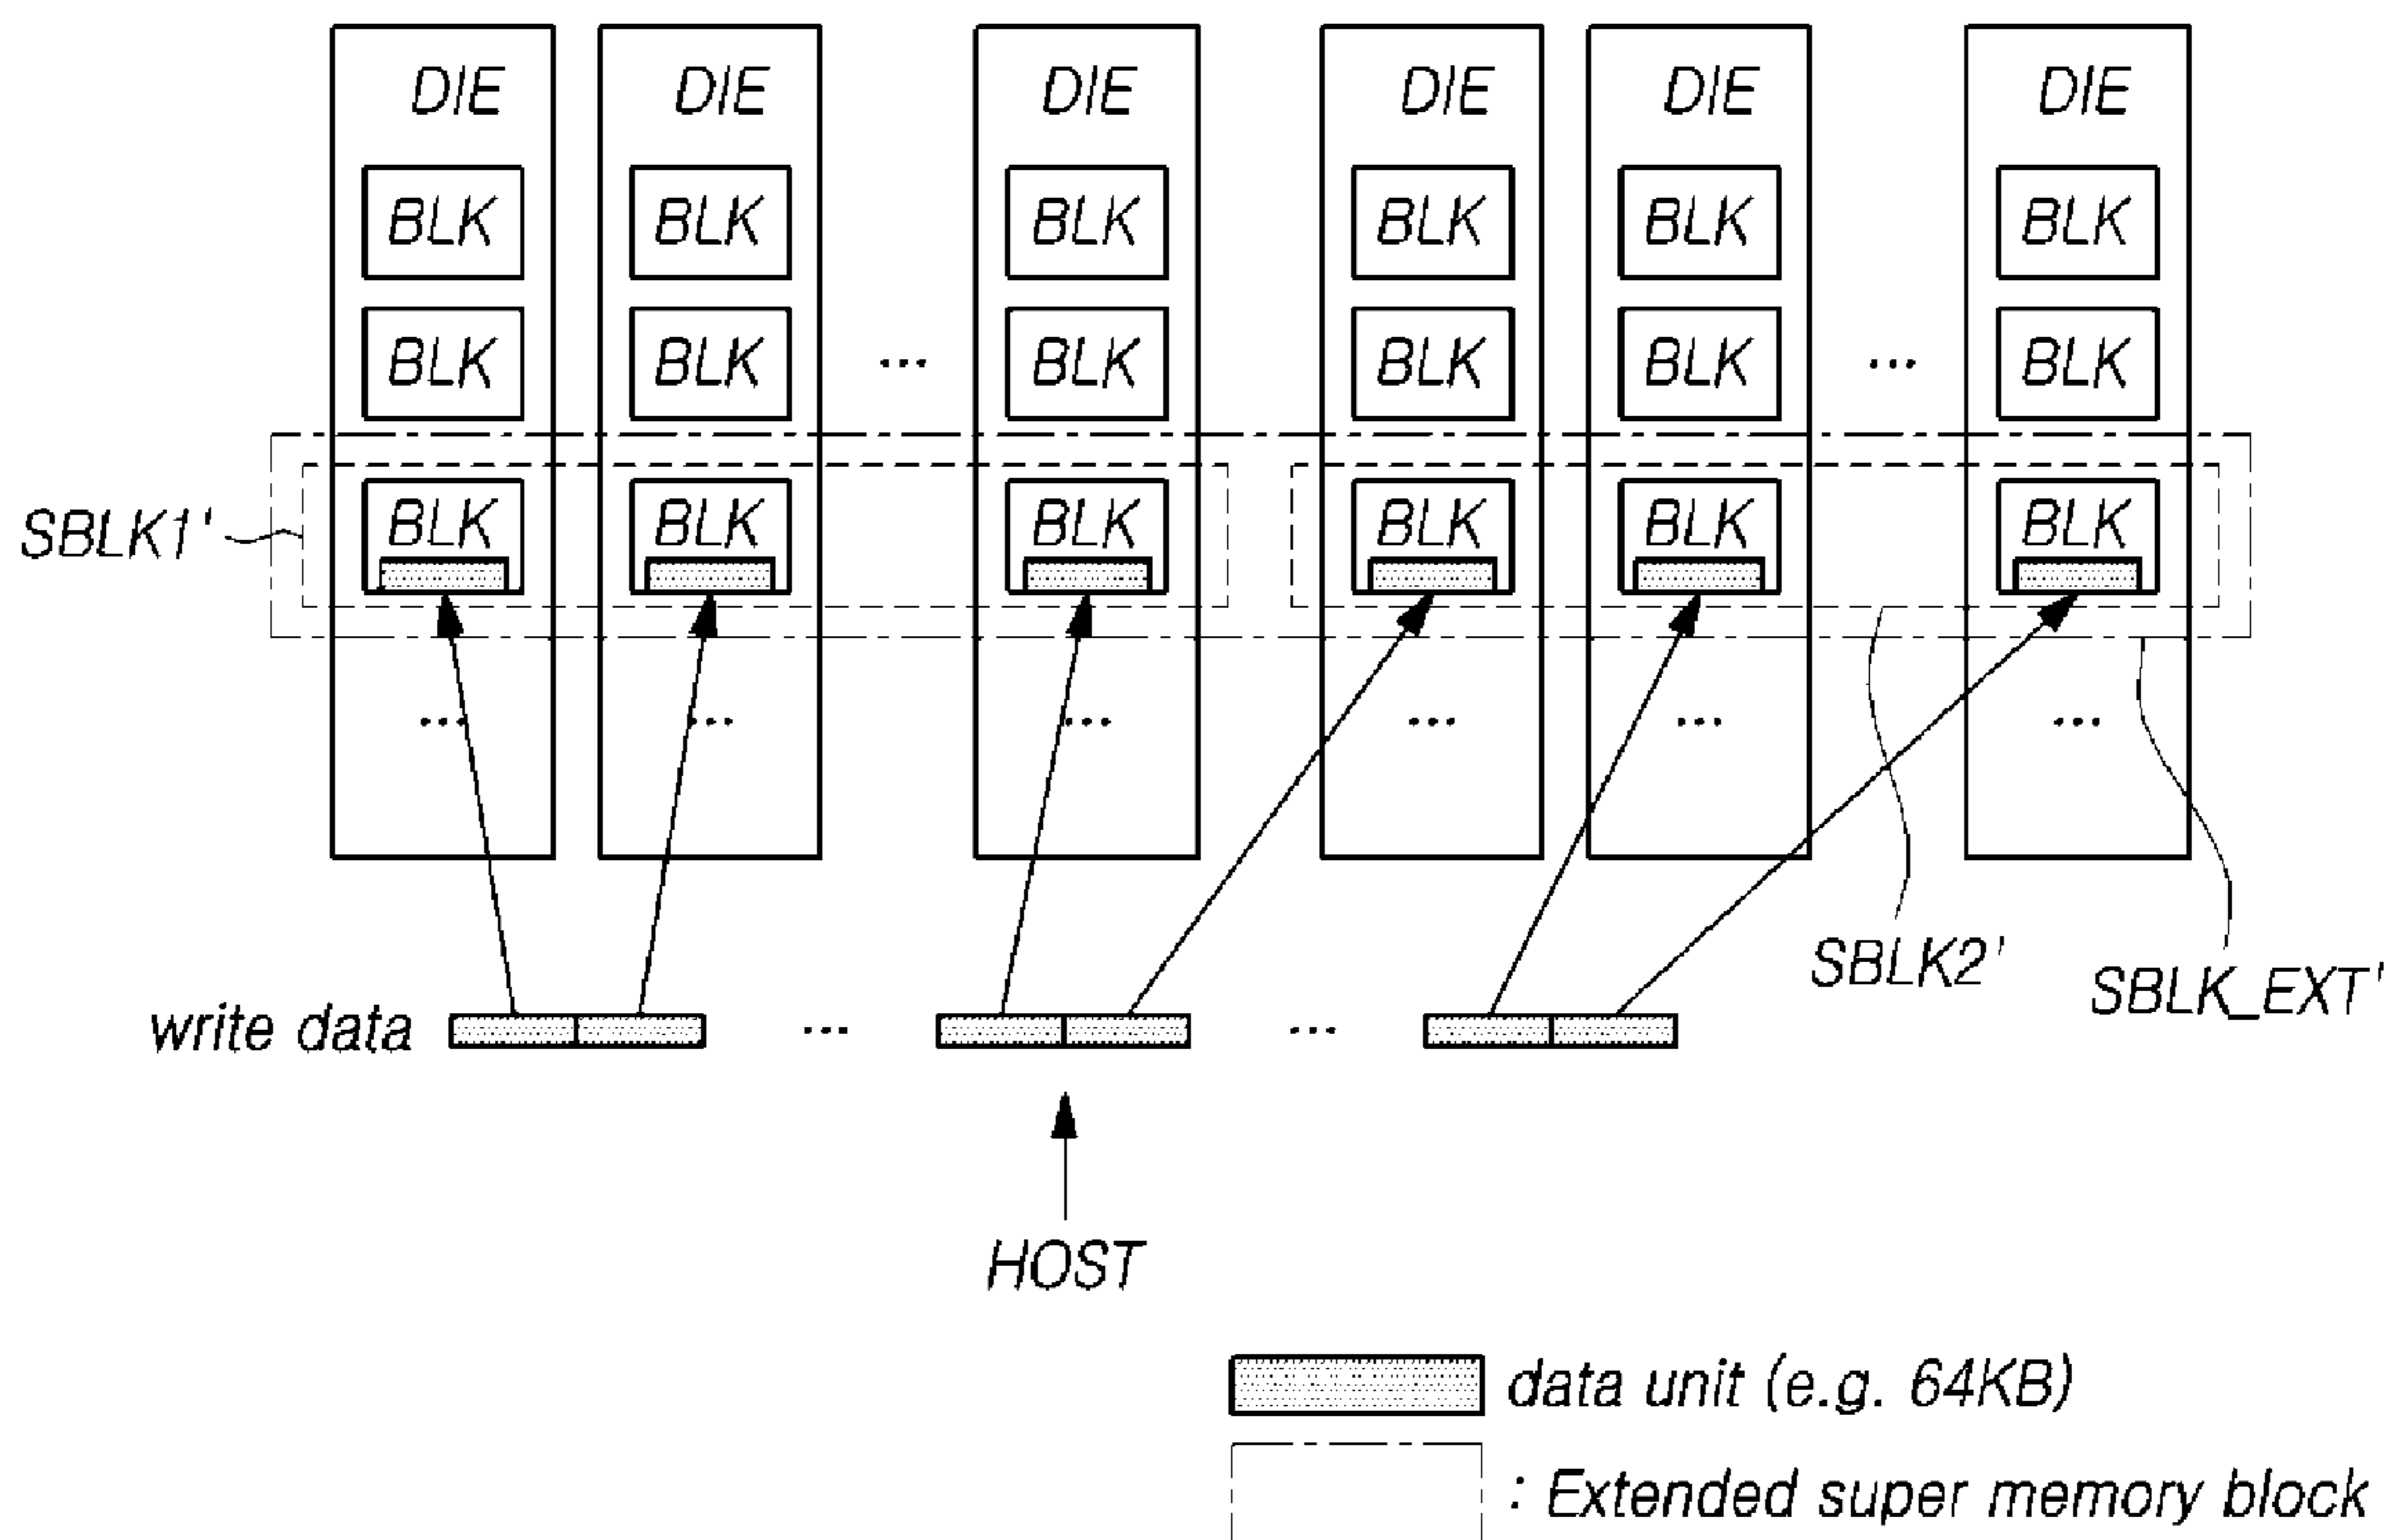 DIE DIE DIE DIE DIE DIE
BLK BLK BLK BLK BLK BLK
BLK BLK ... BLK BLK BLK ... BLK
SBLK1' BLK BLK BLK BLK BLK BLK
... ... ... ... ... ...
SBLK2'
SBLK_EXT'
write data ... ...
HOST
data unit (e.g. 64KB)
: Extended super memory block